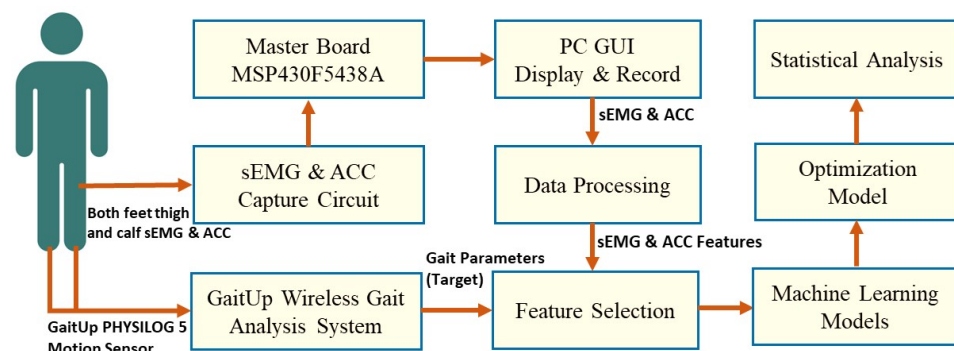 Master Board
MSP430F5438A
PC GUI
Display & Record
Statistical Analysis
sEMG & ACC
sEMG & ACC
Capture Circuit
Data Processing
Optimization
Model
Both feet thigh
and calf sEMG & ACC
sEMG & ACC Features
Gait Parameters
(Target)
GaitUp Wireless Gait
Analysis System
Feature Selection
Machine Learning
Models
GaitUp PHYSILOG 5
Motion Sensor